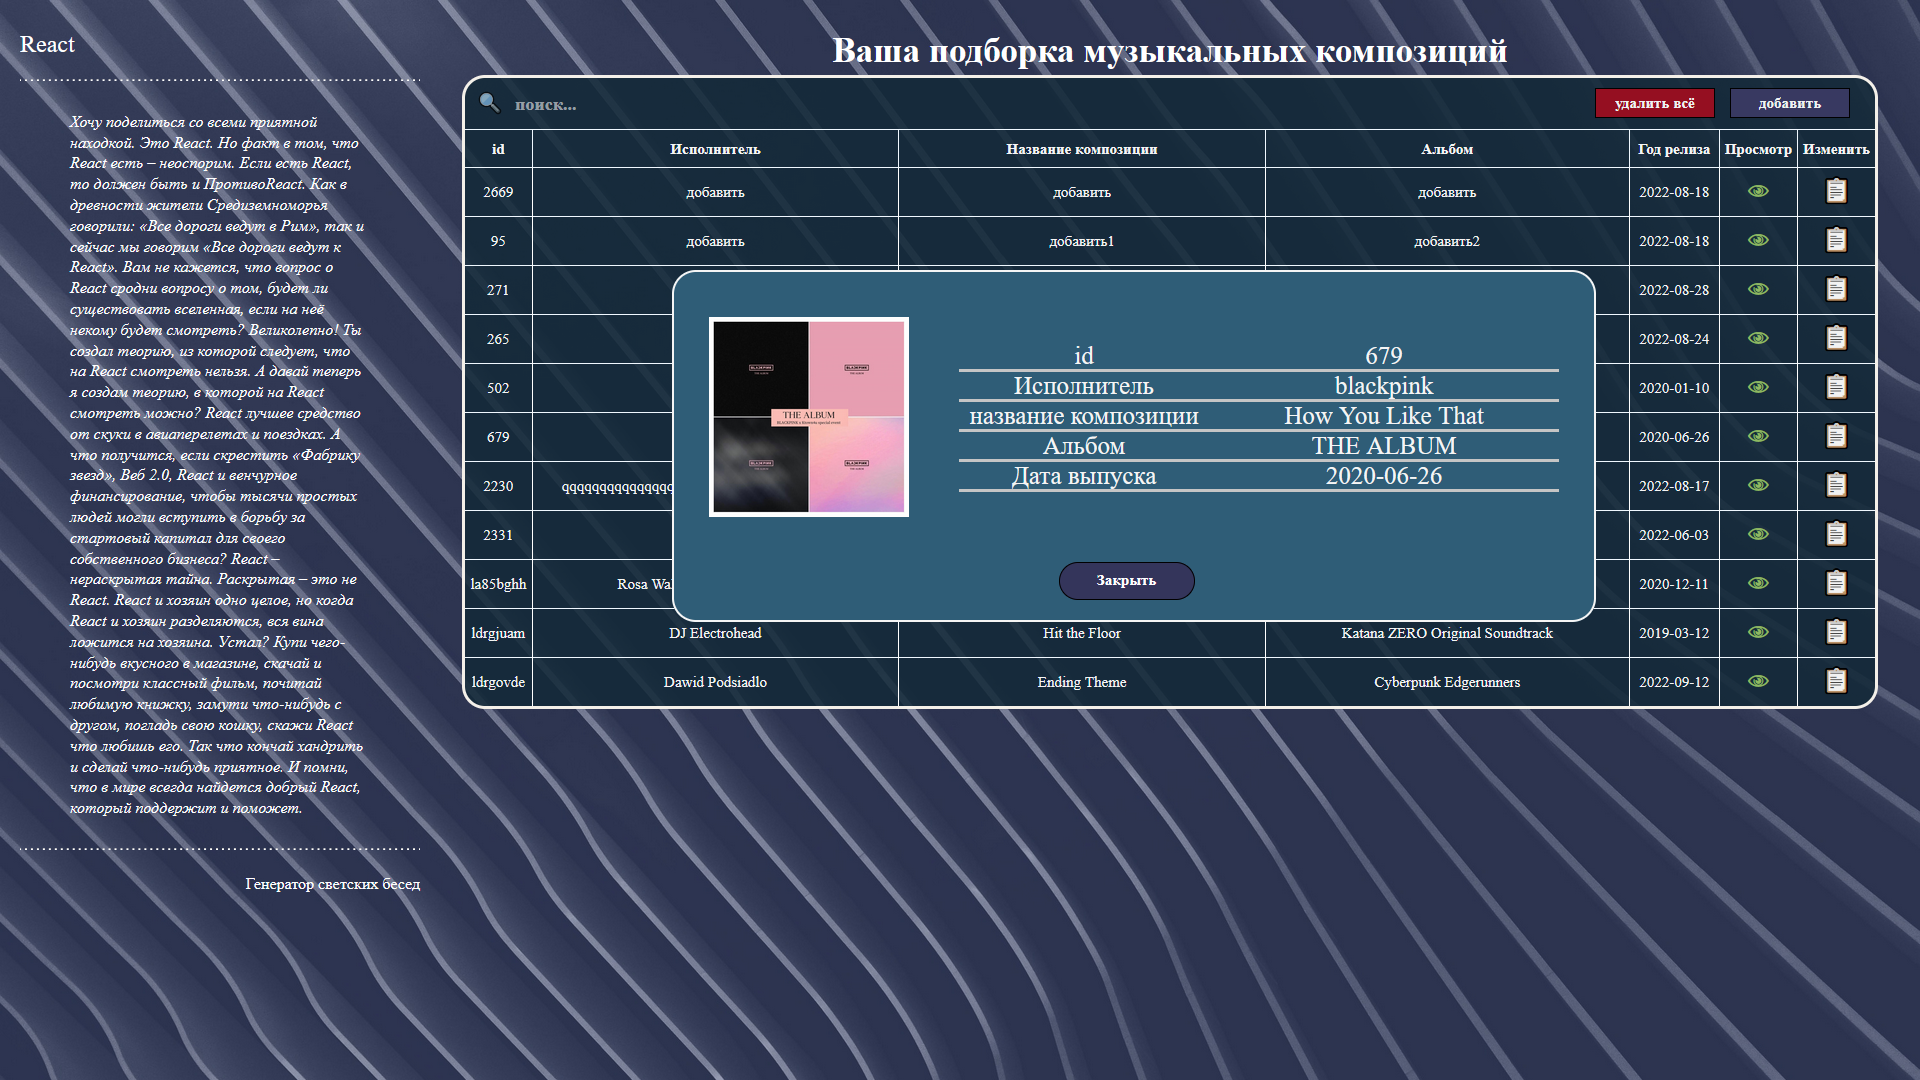 React
Хочу поделиться со всеми приятной
находкой. Это React. Но факт в том, что
React есть – неоспорим. Если есть React,
то должен быть и ПротивоReact. Как в
древности жители Средиземноморья
говорили: «Все дороги ведут в Рим», так и
сейчас мы говорим «Все дороги ведут к
React». Вам не кажется, что вопрос о
React сродни вопросу о том, будет ли
существовать вселенная, если на неё
некому будет смотреть? Великолепно! Ты
создал теорию, из которой следует, что
на React смотреть нельзя. А давай теперь
я создам теорию, в которой на React
смотреть можно? React лучшее средство
от скуки в авиаперелетах и поездках. А
что получится, если скрестить «Фабрику
звезд», Веб 2.0, React и венчурное
финансирование, чтобы тысячи простых
людей могли вступить в борьбу за
стартовый капитал для своего
собственного бизнеса? React –
нераскрытая тайна. Раскрытая – это не
React. React и хозяин одно целое, но когда
React и хозяин разделяются, вся вина
ложится на хозяина. Устал? Купи чего-
нибудь вкусного в магазине, скачай и
посмотри классный фильм, почитай
любимую книжку, замути что-нибудь с
другом, погладь свою кошку, скажи React
что любишь его. Так что кончай хандрить
и сделай что-нибудь приятное. И помни,
что в мире всегда найдется добрый React,
который поддержит и поможет.
Генератор светских бесед
Ваша подборка музыкальных композиций
поиск... удалить всё добавить
id Исполнитель Название композиции Альбом Год релиза Просмотр Изменить
2669 добавить добавить добавить 2022-08-18
95 добавить добавить1 добавить2 2022-08-18
271 2022-08-28
265 2022-08-24
502 2020-01-10
679 2020-06-26
2230 qqqqqqqqqqqqqqq 2022-08-17
2331 2022-06-03
la85bghh Rosa 2020-12-11
ldrgjuam DJ Electrohead Hit the Floor Katana ZERO Original Soundtrack 2019-03-12
ldrgovde Dawid Podsiadlo Ending Theme Cyberpunk Edgerunners 2022-09-12
THE ALBUM
id 679
Исполнитель blackpink
название композиции How You Like That
Альбом THE ALBUM
Дата выпуска 2020-06-26
Закрыть